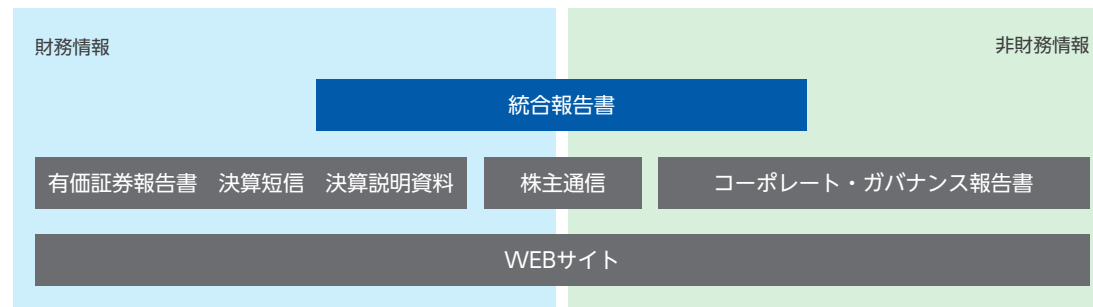 財務情報
非財務情報
統合報告書
有価証券報告書　決算短信　決算説明資料
株主通信
コーポレート・ガバナンス報告書
WEBサイト